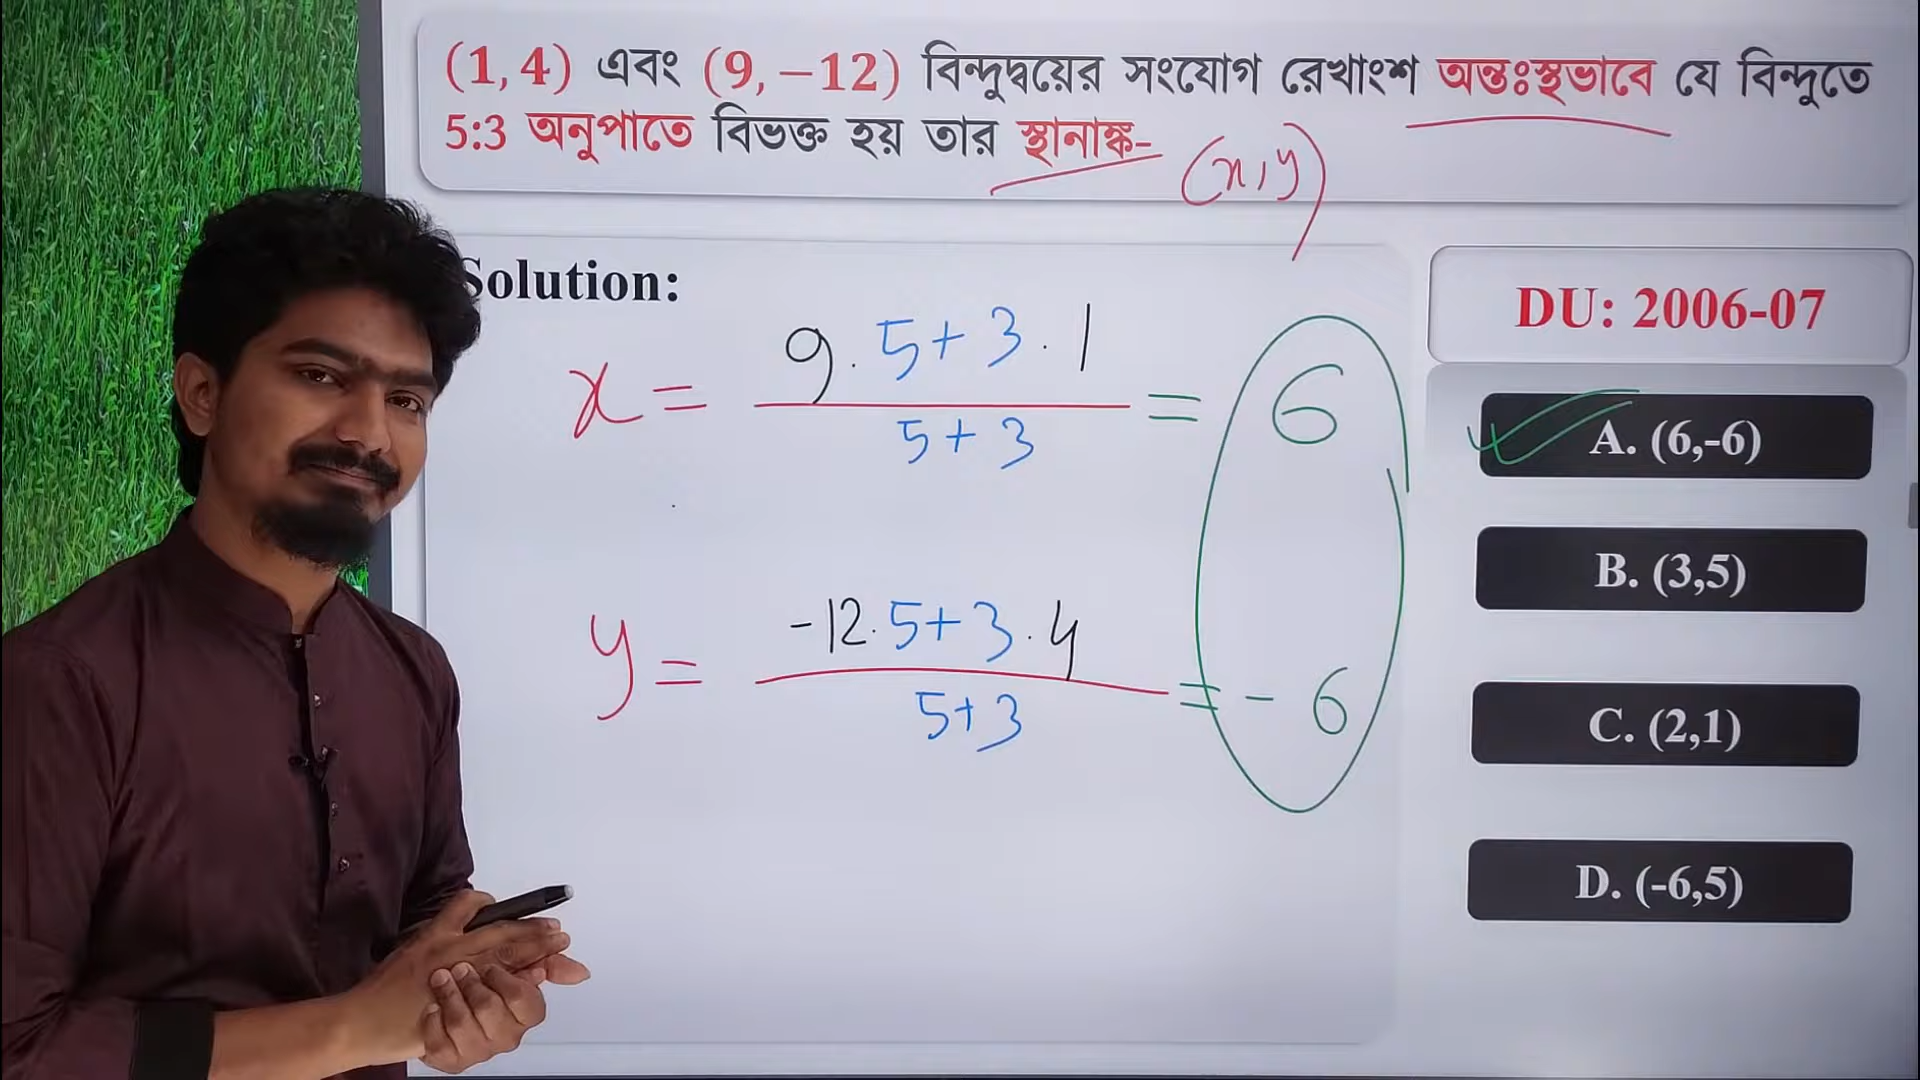 (1, 4) এবং (9, −12) বিন্দুদ্বয়ের সংযোগ রেখাংশ অন্তঃস্থভাবে যে বিন্দুতে
5:3 অনুপাতে বিভক্ত হয় তার স্থানাঙ্ক-
(x, y)
Solution:
x = 9.5+3.1 / 5+3 = 6
y = -12.5+3.4 / 5+3 = -6
DU: 2006-07
A. (6,-6)
B. (3,5)
C. (2,1)
D. (-6,5)